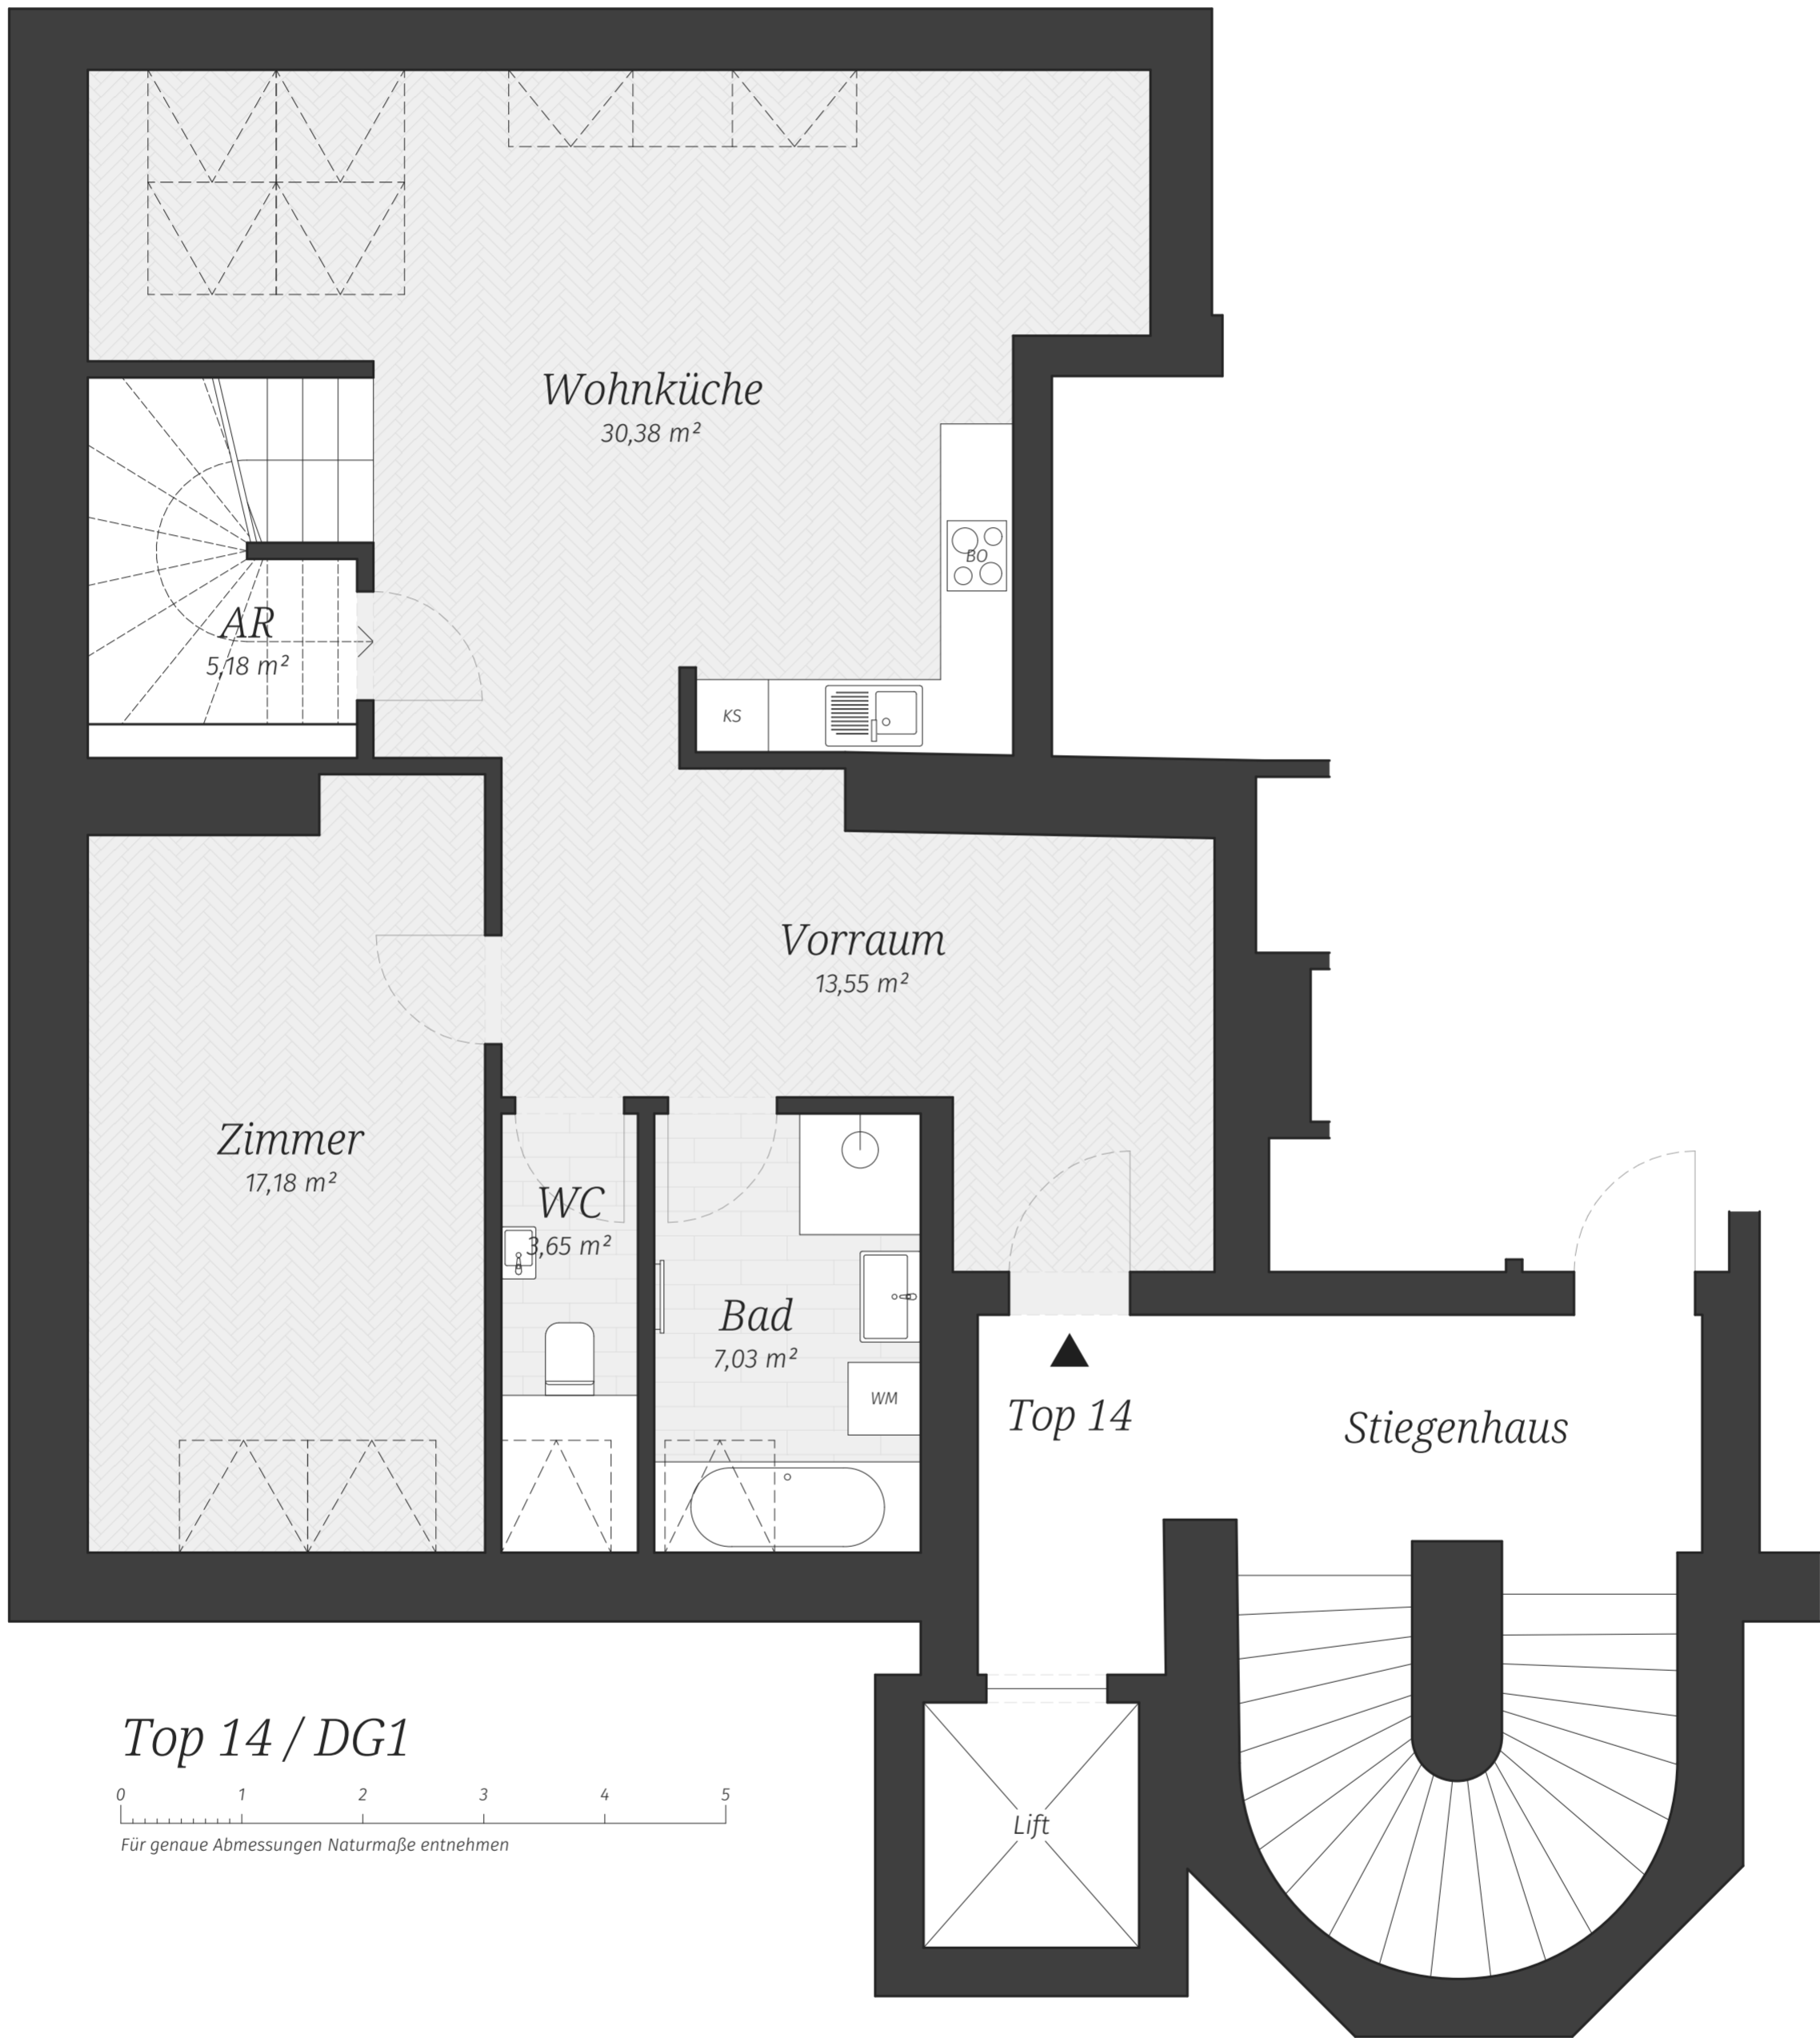 Wohnküche
30,38 m²
BO
AR
5,18 m²
KS
Vorraum
13,55 m²
Zimmer
17,18 m²
WC
3,65 m²
Bad
7,03 m²
WM
Top 14
Stiegenhaus
Top 14 / DG1
0 1 2 3 4 5
Für genaue Abmessungen Naturmaße entnehmen
Lift